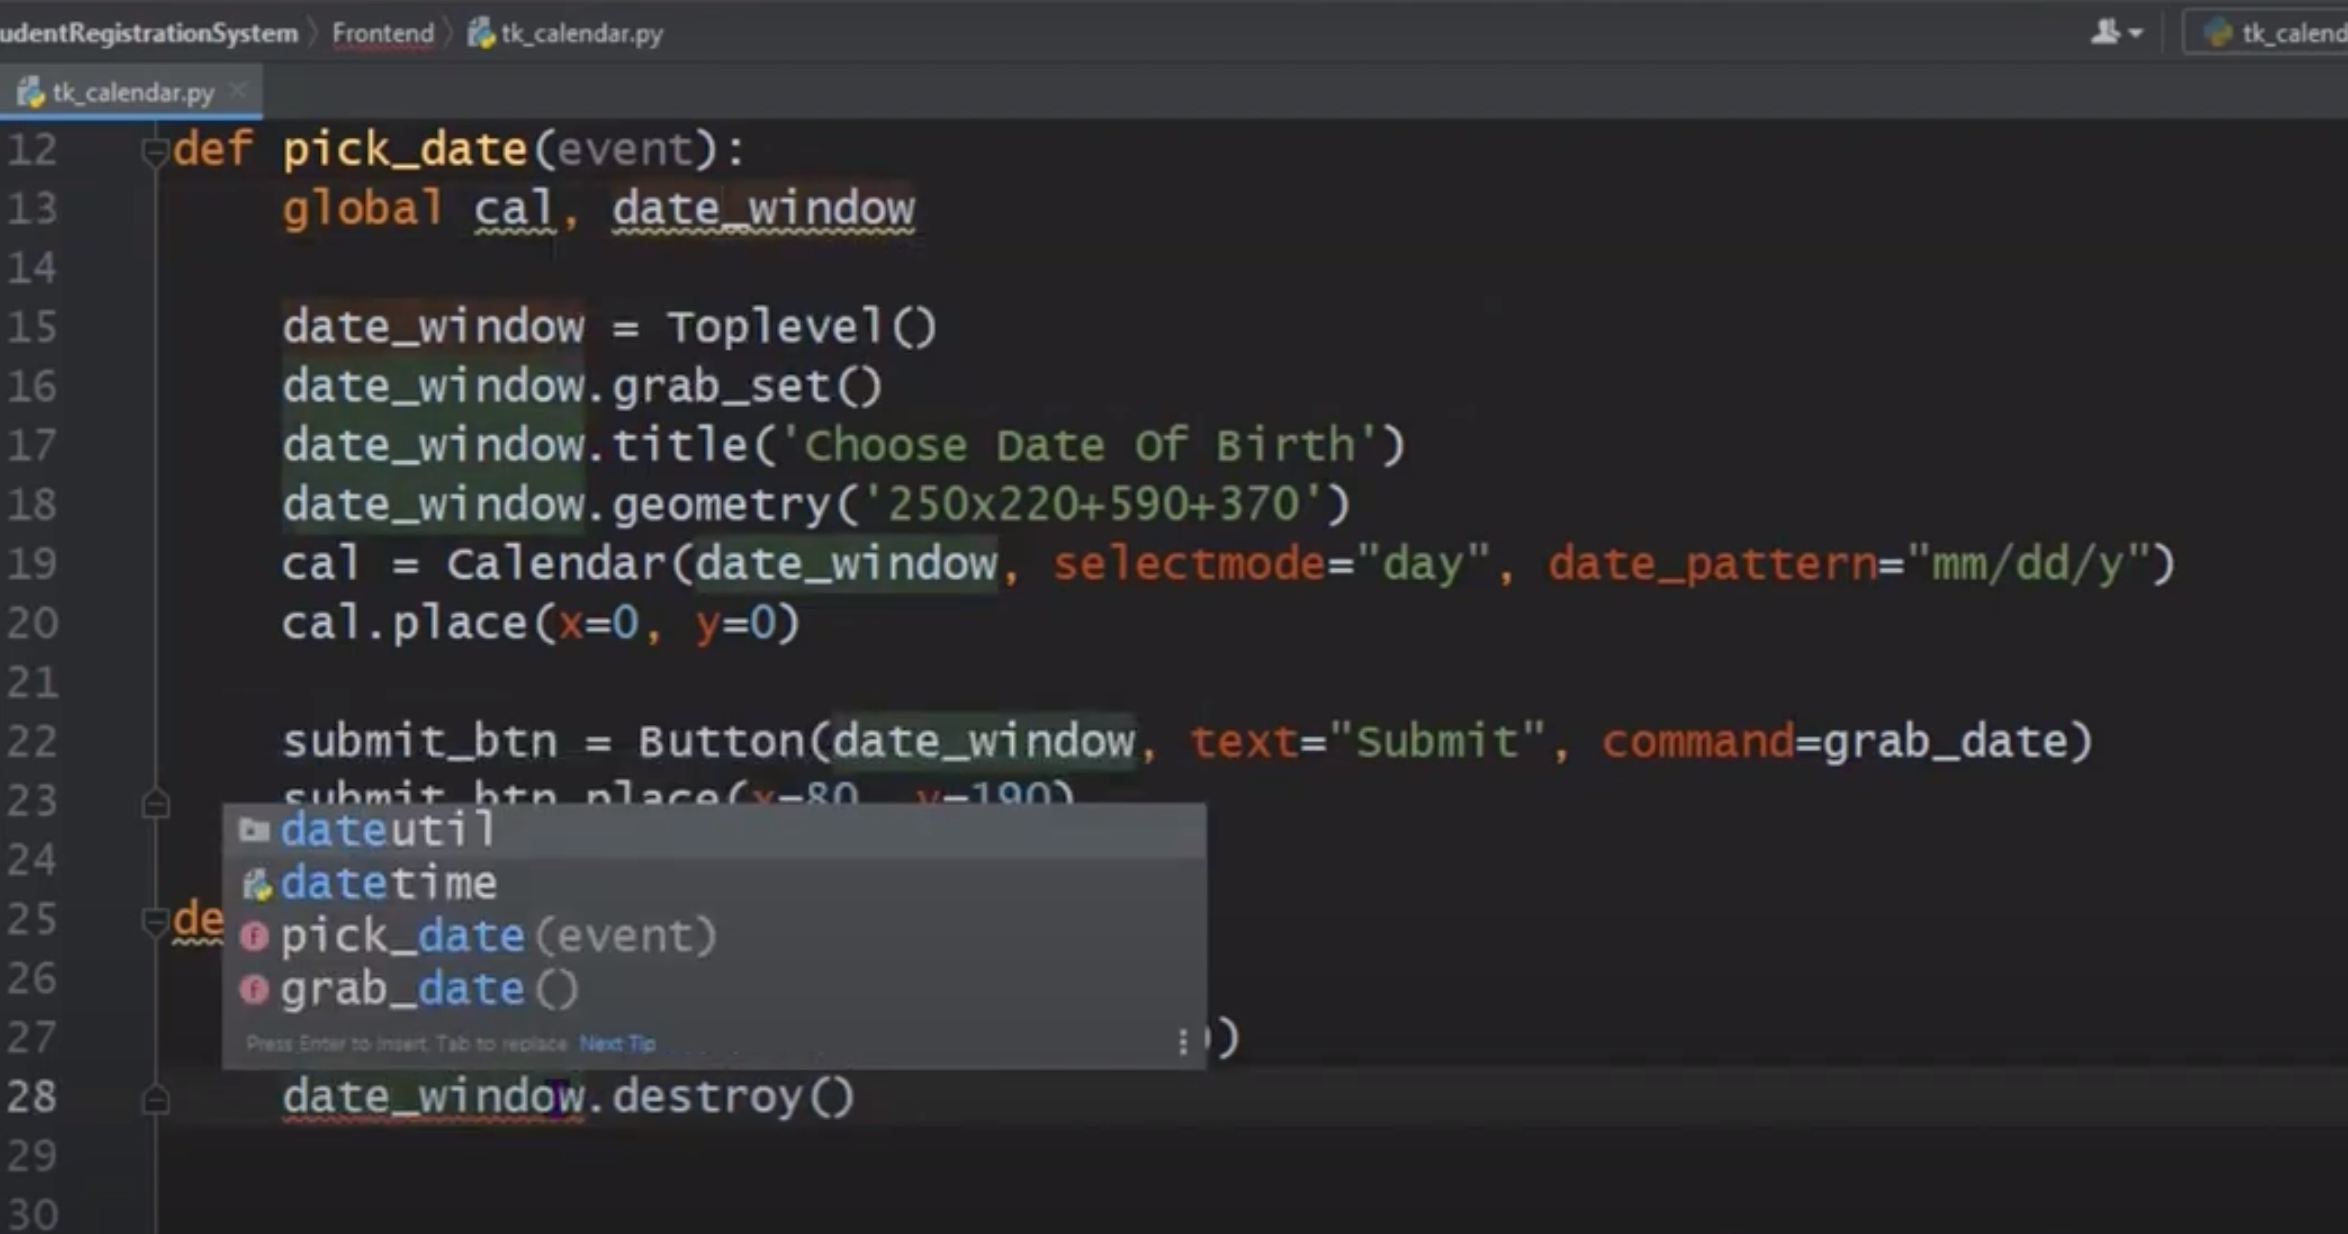 udentRegistrationSystem Frontend tk_calendar.py tk_calend
tk_calendar.py
12 def pick_date(event):
13 global cal, date_window
14
15 date_window = Toplevel()
16 date_window.grab_set()
17 date_window.title('Choose Date Of Birth')
18 date_window.geometry('250x220+590+370')
19 cal = Calendar(date_window, selectmode="day", date_pattern="mm/dd/y")
20 cal.place(x=0, y=0)
21
22 submit_btn = Button(date_window, text="Submit", command=grab_date)
23 submit_btn.place(x=80, y=190)
dateutil
24
datetime
25 de
pick_date(event)
26
grab_date()
27 ))
Press Enter to insert, Tab to replace Next Tip
28 date_window.destroy()
29
30